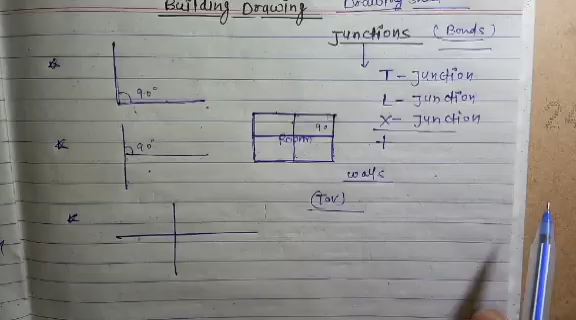 Building Drawing
Junctions (Bonds)
T - Junction
90°
L - Junction
X - Junction
90
90°
Room
walls
(Tor)